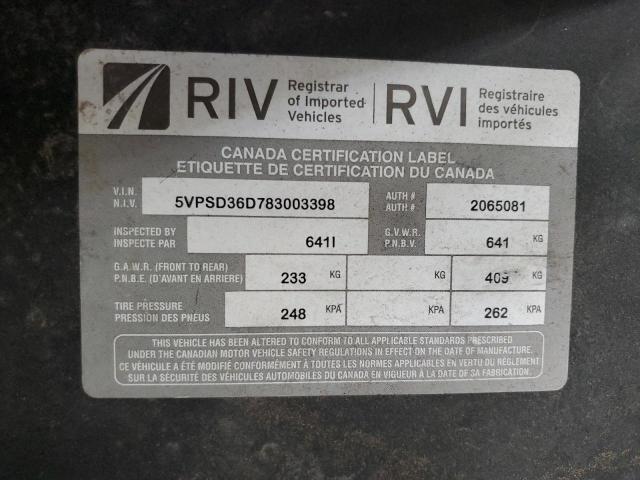 RIV Registrar of Imported Vehicles | RVI Registraire des véhicules importés
CANADA CERTIFICATION LABEL
ETIQUETTE DE CERTIFICATION DU CANADA
V.I.N. N.I.V. 5VPSD36D783003398 AUTH # AUTH # 2065081
INSPECTED BY INSPECTE PAR 641I G.V.W.R. P.N.B.V. 641 KG
G.A.W.R. (FRONT TO REAR) P.N.B.E. (D'AVANT EN ARRIERE) 233 KG KG 409 KG
TIRE PRESSURE PRESSION DES PNEUS 248 KPA KPA 262 KPA
THIS VEHICLE HAS BEEN ALTERED TO CONFORM TO ALL APPLICABLE STANDARDS PRESCRIBED
UNDER THE CANADIAN MOTOR VEHICLE SAFETY REGULATIONS IN EFFECT ON THE DATE OF MANUFACTURE.
CE VÉHICULE A ÉTÉ MODIFIÉ CONFORMÉMENT À TOUTES LES NORMES APPLICABLES EN VERTU DU RÈGLEMENT
SUR LA SÉCURITÉ DES VÉHICULES AUTOMOBILES DU CANADA EN VIGUEUR À LA DATE DE SA FABRICATION.